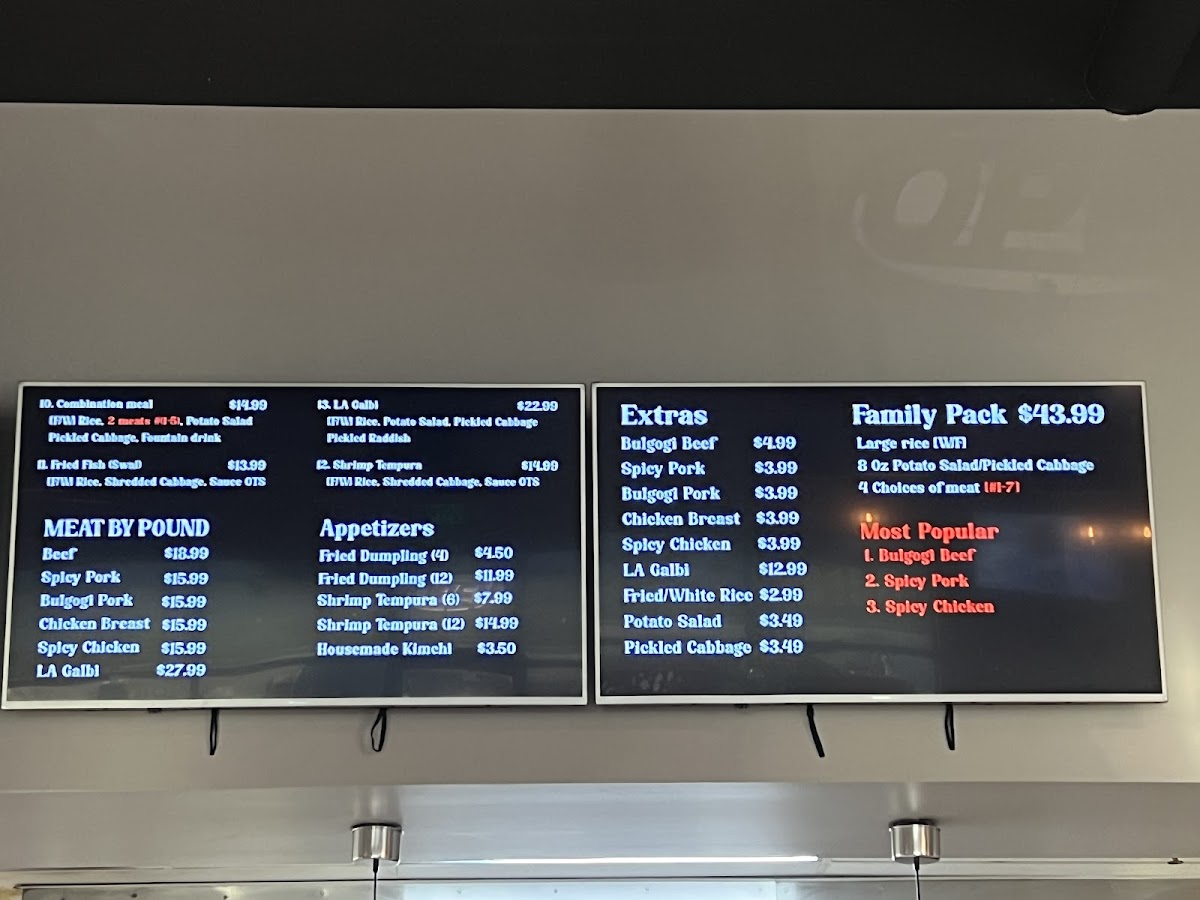 10. Combination meal $14.99
(F/W) Rice, 2 meats #(1-5), Potato Salad
Pickled Cabbage, Fountain drink
11. Fried Fish (Swai) $13.99
(F/W) Rice, Shredded Cabbage, Sauce OTS
13. LA Galbi $22.99
(F/W) Rice, Potato Salad, Pickled Cabbage
Pickled Raddish
12. Shrimp Tempura $14.99
(F/W) Rice, Shredded Cabbage, Sauce OTS
MEAT BY POUND
Beef $18.99
Spicy Pork $15.99
Bulgogi Pork $15.99
Chicken Breast $15.99
Spicy Chicken $15.99
LA Galbi $27.99
Appetizers
Fried Dumpling (4) $4.50
Fried Dumpling (12) $11.99
Shrimp Tempura (6) $7.99
Shrimp Tempura (12) $14.99
Housemade Kimchi $3.50
Extras
Bulgogi Beef $4.99
Spicy Pork $3.99
Bulgogi Pork $3.99
Chicken Breast $3.99
Spicy Chicken $3.99
LA Galbi $12.99
Fried/White Rice $2.99
Potato Salad $3.49
Pickled Cabbage $3.49
Family Pack $43.99
Large rice (W/F)
8 Oz Potato Salad/Pickled Cabbage
4 Choices of meat (#1-7)
Most Popular
1. Bulgogi Beef
2. Spicy Pork
3. Spicy Chicken